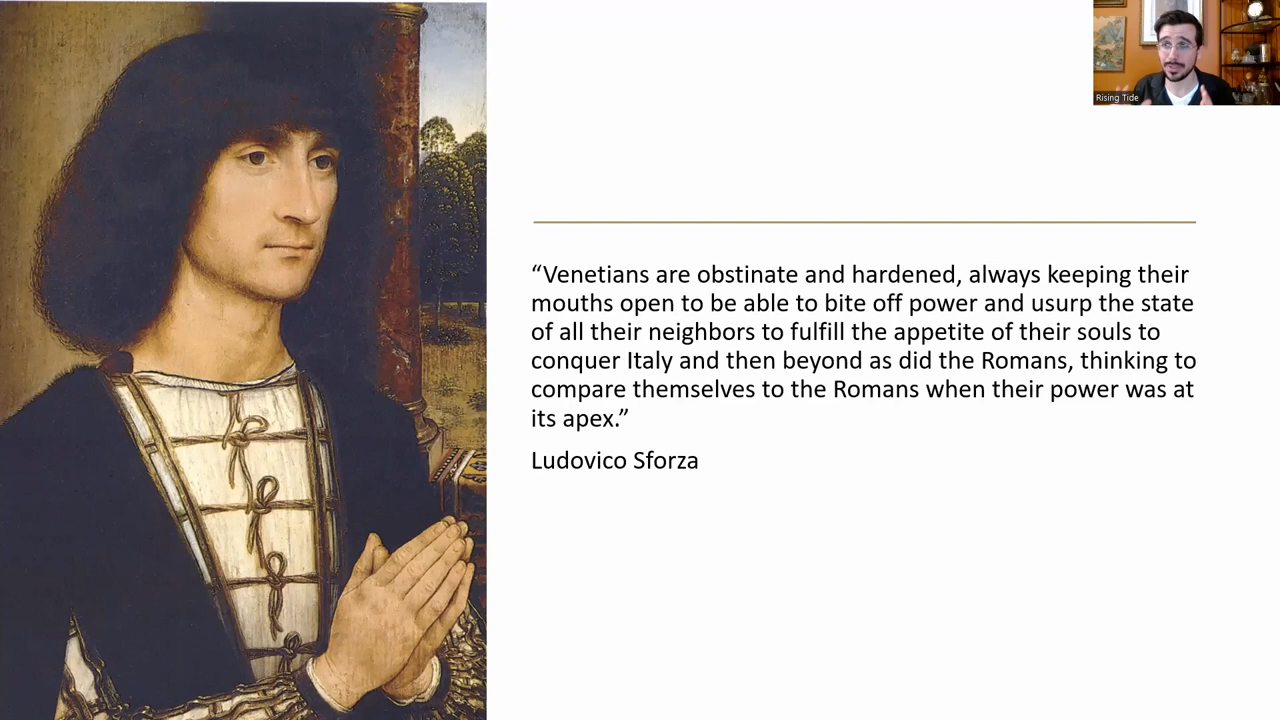 Rising Tide
“Venetians are obstinate and hardened, always keeping their
mouths open to be able to bite off power and usurp the state
of all their neighbors to fulfill the appetite of their souls to
conquer Italy and then beyond as did the Romans, thinking to
compare themselves to the Romans when their power was at
its apex.”
Ludovico Sforza